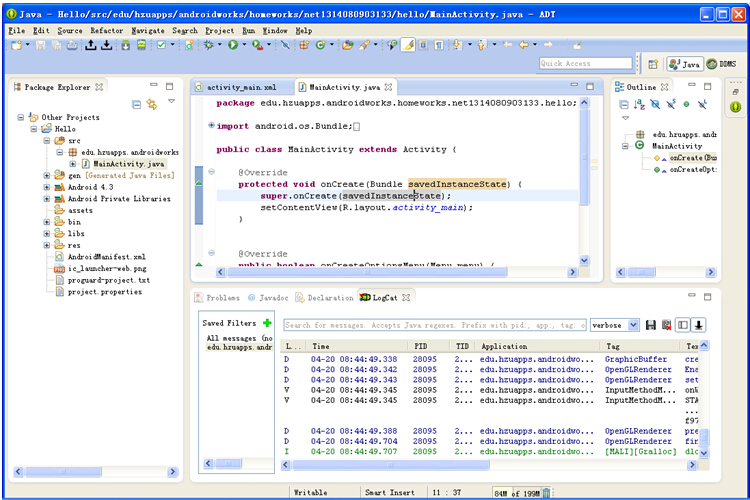 Java - Hello/src/edu/hzuapps/androidworks/homeworks/net1314080903133/hello/MainActivity.java - ADT
File Edit Source Refactor Navigate Search Project Run Window Help
Quick Access
Java
DDMS
Package Explorer
Other Projects
Hello
src
edu.hzuapps.androidworks
MainActivity.java
gen [Generated Java Files]
Android 4.3
Android Private Libraries
assets
bin
libs
res
AndroidManifest.xml
ic_launcher-web.png
proguard-project.txt
project.properties
activity_main.xml
MainActivity.java
package edu.hzuapps.androidworks.homeworks.net1314080903133.hello;
import android.os.Bundle;
public class MainActivity extends Activity {
@Override
protected void onCreate(Bundle savedInstanceState) {
super.onCreate(savedInstanceState);
setContentView(R.layout.activity_main);
}
@Override
public boolean onCreateOptionsMenu(Menu menu) {
Outline
edu.hzuapps.andr
MainActivity
onCreate(Bun
onCreateOpti
Problems
Javadoc
Declaration
LogCat
Saved Filters
All messages (no
edu.hzuapps.andr
Search for messages. Accepts Java regexes. Prefix with pid:, app:, tag: o
verbose
L... Time PID TID Application Tag Tex
D 04-20 08:44:49.338 28095 2... edu.hzuapps.androidwo... GraphicBuffer cre
D 04-20 08:44:49.342 28095 2... edu.hzuapps.androidwo... OpenGLRenderer Ena
D 04-20 08:44:49.343 28095 2... edu.hzuapps.androidwo... OpenGLRenderer set
V 04-20 08:44:49.345 28095 2... edu.hzuapps.androidwo... InputMethodM... onW
V 04-20 08:44:49.345 28095 2... edu.hzuapps.androidwo... InputMethodM... STA
...
f97
D 04-20 08:44:49.388 28095 2... edu.hzuapps.androidwo... OpenGLRenderer pre
D 04-20 08:44:49.704 28095 2... edu.hzuapps.androidwo... OpenGLRenderer fin
I 04-20 08:44:49.707 28095 2... edu.hzuapps.androidwo... [MALI][Gralloc] dlo
Writable
Smart Insert
11 : 37
84M of 199M